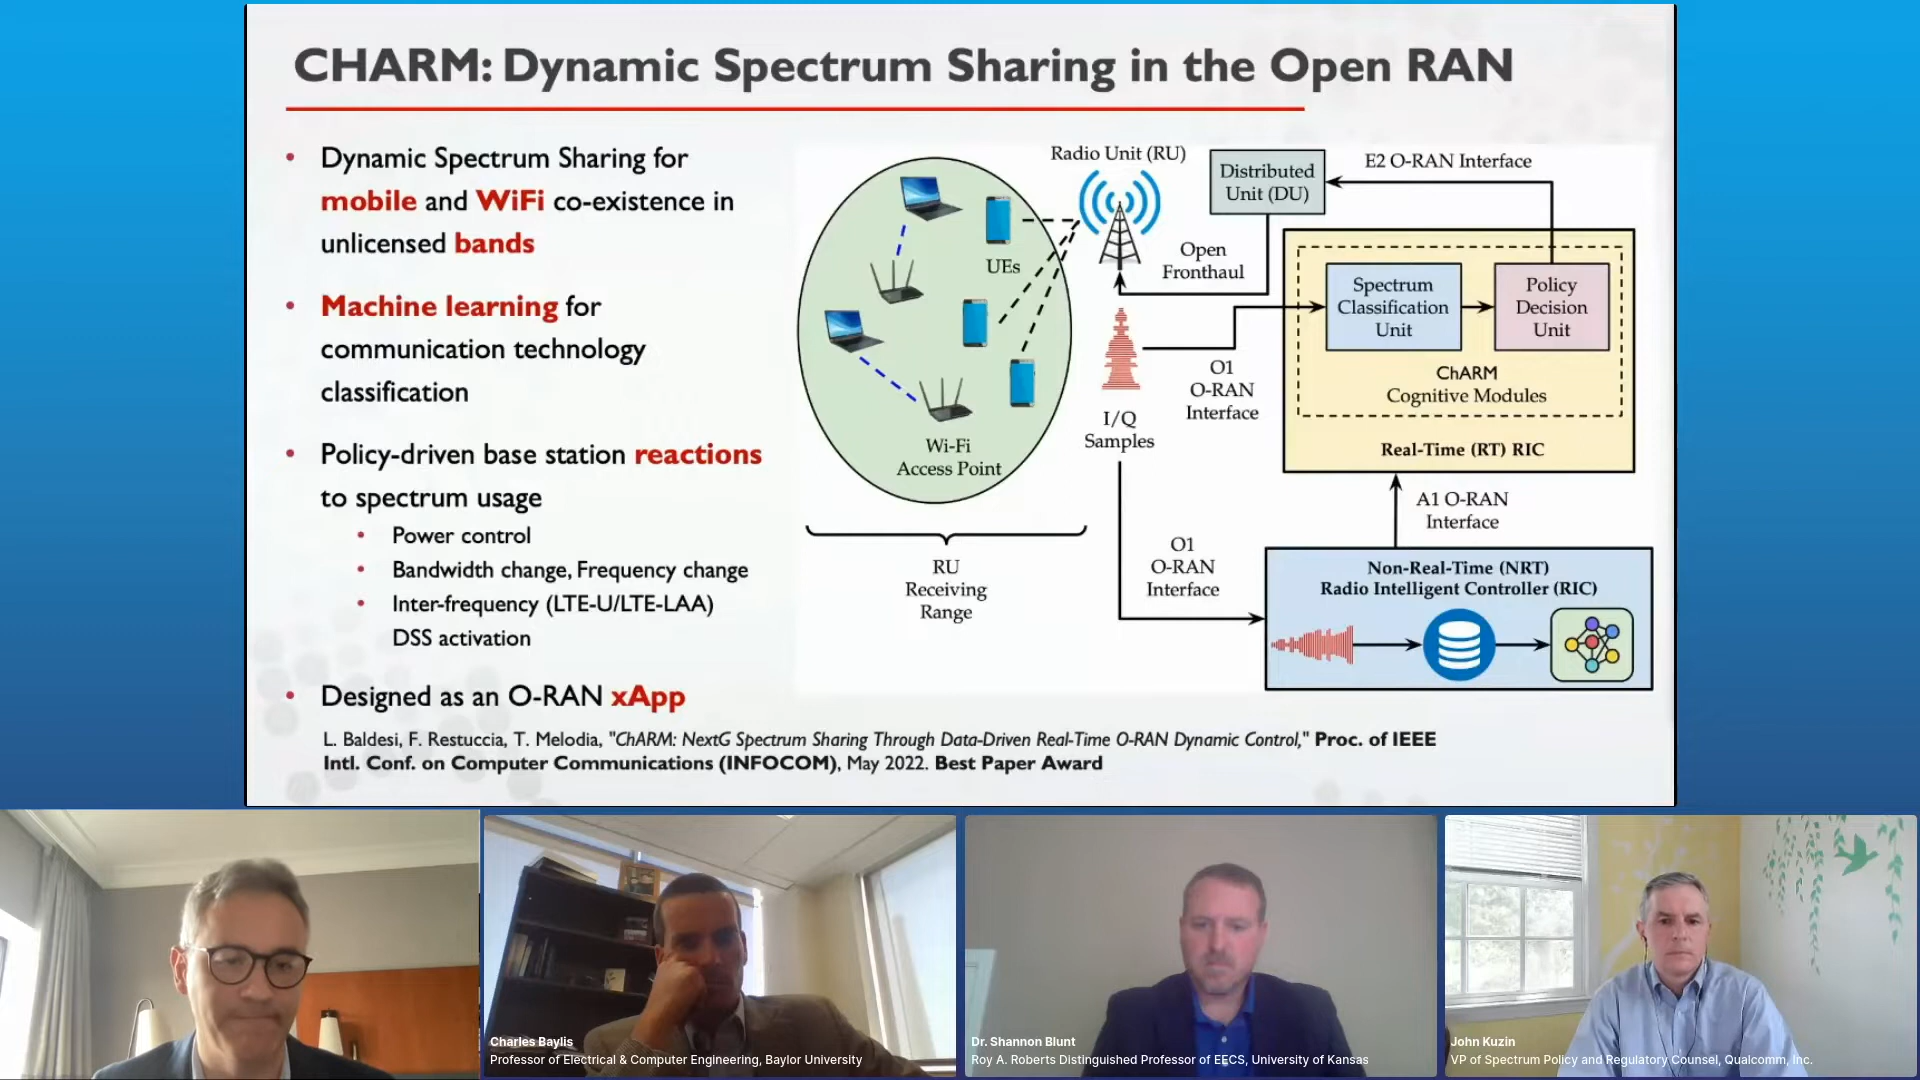 CHARM: Dynamic Spectrum Sharing in the Open RAN
• Dynamic Spectrum Sharing for
mobile and WiFi co-existence in
unlicensed bands
• Machine learning for
communication technology
classification
• Policy-driven base station reactions
to spectrum usage
• Power control
• Bandwidth change, Frequency change
• Inter-frequency (LTE-U/LTE-LAA)
DSS activation
• Designed as an O-RAN xApp
Radio Unit (RU)
Distributed
Unit (DU)
E2 O-RAN Interface
UEs
Open
Fronthaul
Spectrum
Classification
Unit
Policy
Decision
Unit
ChARM
Cognitive Modules
Real-Time (RT) RIC
O1
O-RAN
Interface
I/Q
Samples
Wi-Fi
Access Point
A1 O-RAN
Interface
RU
Receiving
Range
O1
O-RAN
Interface
Non-Real-Time (NRT)
Radio Intelligent Controller (RIC)
L. Baldesi, F. Restuccia, T. Melodia, "ChARM: NextG Spectrum Sharing Through Data-Driven Real-Time O-RAN Dynamic Control," Proc. of IEEE
Intl. Conf. on Computer Communications (INFOCOM), May 2022. Best Paper Award
Charles Baylis
Professor of Electrical & Computer Engineering, Baylor University
Dr. Shannon Blunt
Roy A. Roberts Distinguished Professor of EECS, University of Kansas
John Kuzin
VP of Spectrum Policy and Regulatory Counsel, Qualcomm, Inc.